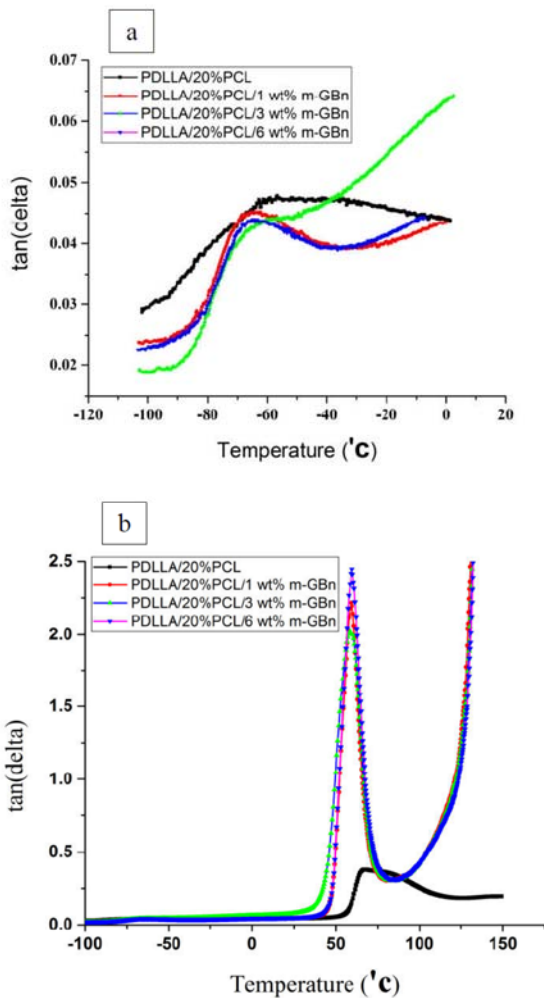 a
0.07
0.06
0.05
0.04
0.03
0.02
tan(delta)
PDLLA/20%PCL
PDLLA/20%PCL/1 wt% m-GBn
PDLLA/20%PCL/3 wt% m-GBn
PDLLA/20%PCL/6 wt% m-GBn
-120 -100 -80 -60 -40 -20 0 20
Temperature ('c)
b
2.5
2.0
1.5
1.0
0.5
0.0
tan(delta)
PDLLA/20%PCL
PDLLA/20%PCL/1 wt% m-GBn
PDLLA/20%PCL/3 wt% m-GBn
PDLLA/20%PCL/6 wt% m-GBn
-100 -50 0 50 100 150
Temperature ('c)